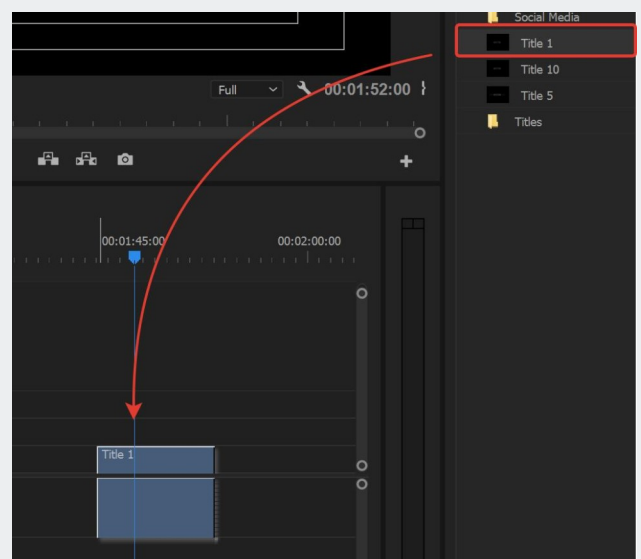 Social Media
Title 1
Title 10
Title 5
Titles
Full
00:01:52:00
00:01:45:00
00:02:00:00
Title 1